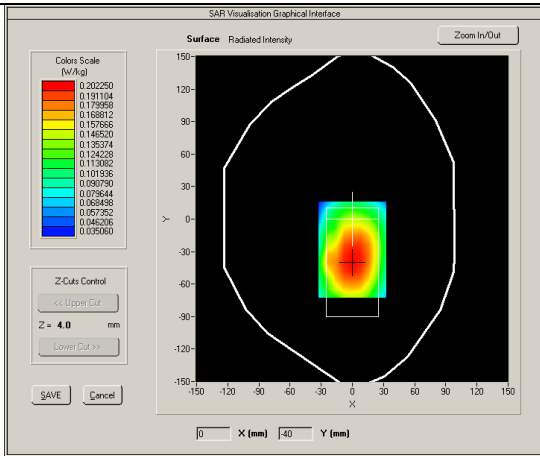 SAR Visualisation Graphical Interface
Surface Radiated Intensity
Zoom In/Out
Colors Scale
(W/kg)
0.202250
0.191104
0.179958
0.168812
0.157666
0.146520
0.135374
0.124228
0.113082
0.101936
0.090790
0.079644
0.068498
0.057352
0.046206
0.035060
Z-Cuts Control
<< Upper Cut
Z = 4.0 mm
Lower Cut >>
SAVE
Cancel
150
120
90
60
30
0
-30
-60
-90
-120
-150
Y
-150 -120 -90 -60 -30 0 30 60 90 120 150
X
0 X (mm) -40 Y (mm)